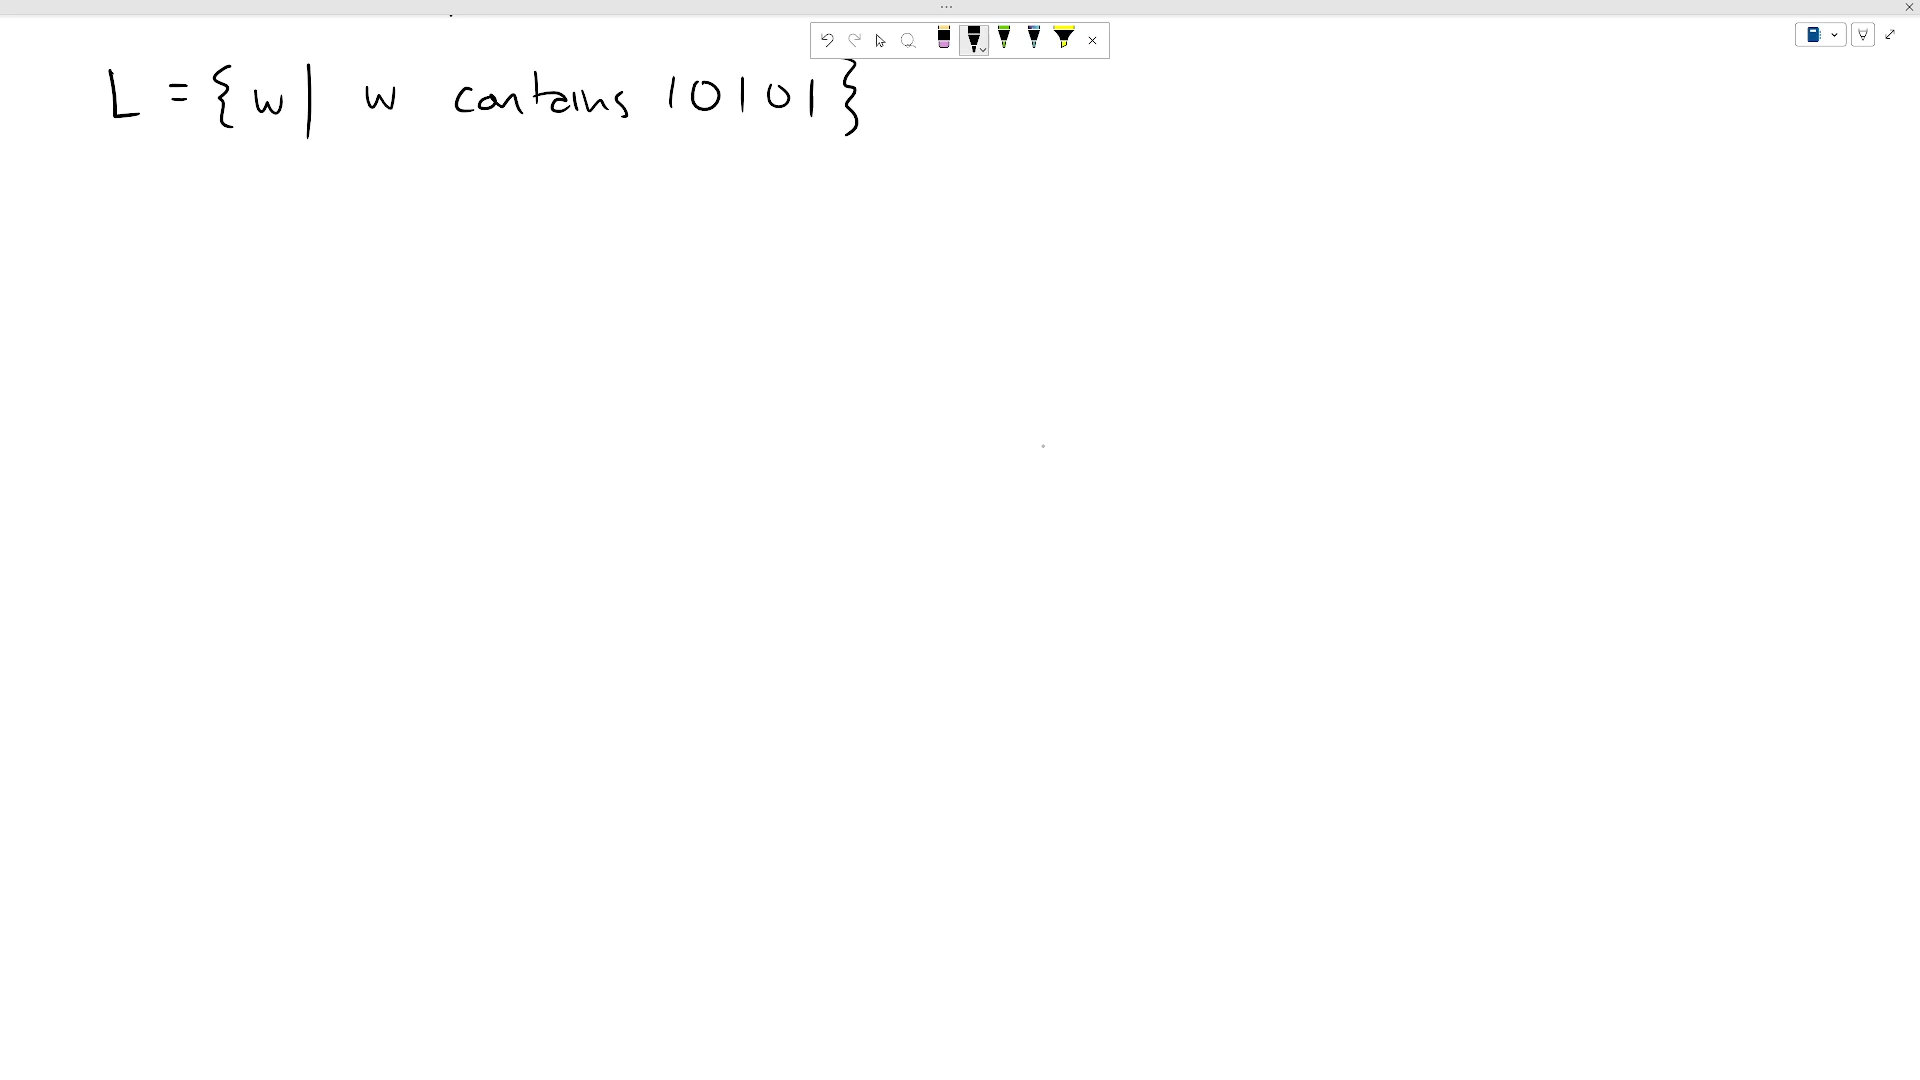 L = {w| w contains 10101}